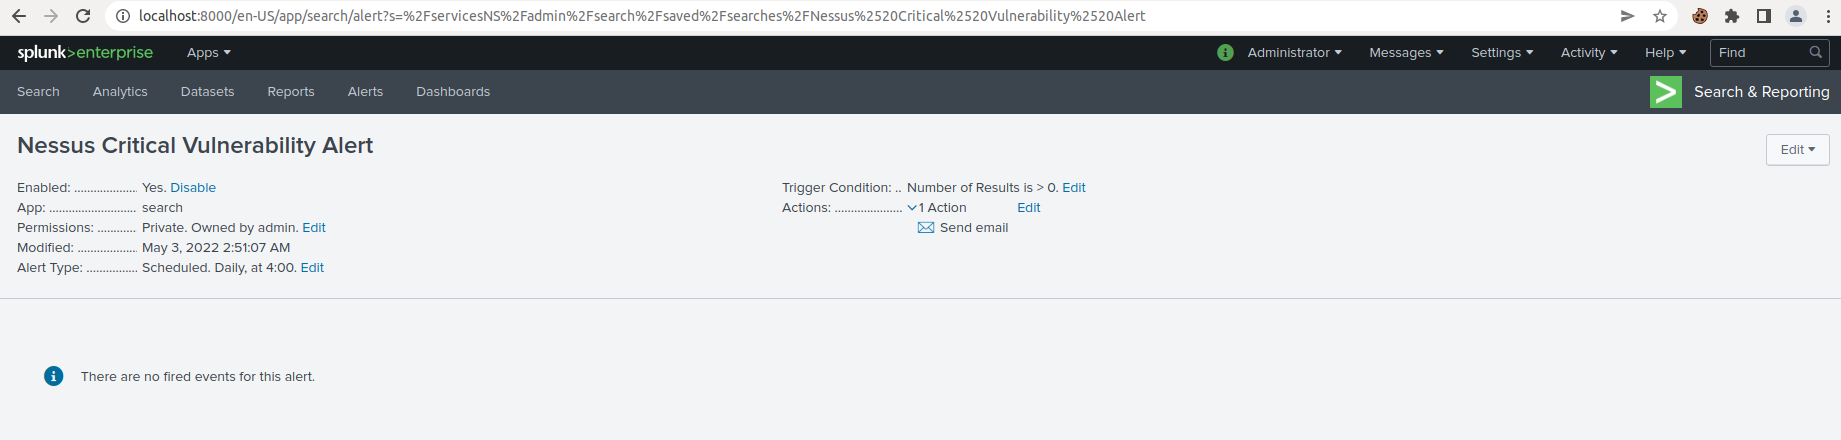 localhost:8000/en-US/app/search/alert?s=%2FservicesNS%2Fadmin%2Fsearch%2Fsaved%2Fsearches%2FNessus%2520Critical%2520Vulnerability%2520Alert
splunk>enterprise Apps Administrator Messages Settings Activity Help Find
Search Analytics Datasets Reports Alerts Dashboards Search & Reporting
Nessus Critical Vulnerability Alert Edit
Enabled: ................... Yes. Disable
App: .......................... search
Permissions: ............ Private. Owned by admin. Edit
Modified: .................. May 3, 2022 2:51:07 AM
Alert Type: ................ Scheduled. Daily, at 4:00. Edit
Trigger Condition: .. Number of Results is > 0. Edit
Actions: ..................... 1 Action Edit
Send email
There are no fired events for this alert.